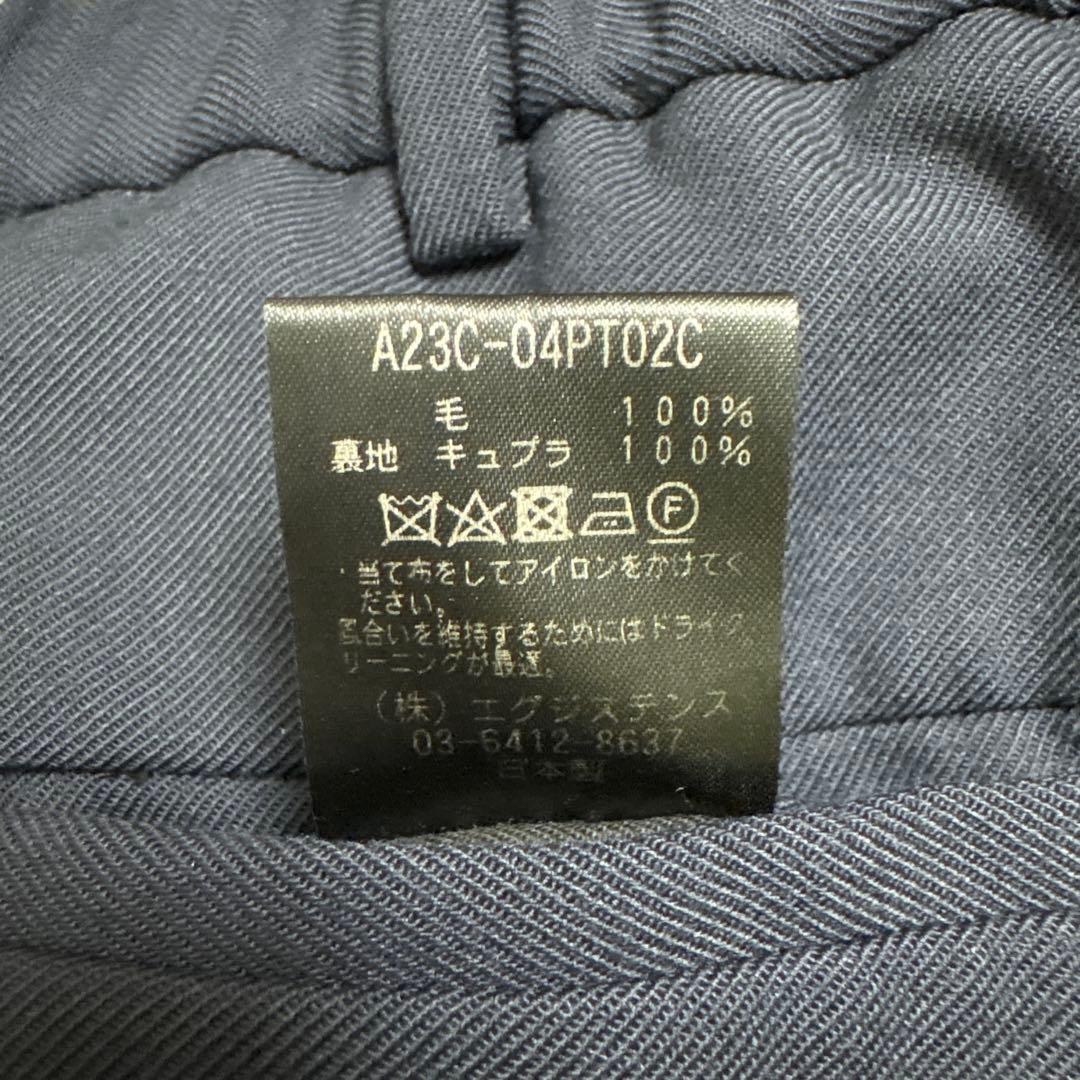 A23C-04PT02C
毛 100%
裏地 キュプラ 100%
F
・当て布をしてアイロンをかけてく
ださい。
風合いを維持するためにはドライク
リーニングが最適。
(株) エグジステンス
03-6412-8637
日本製